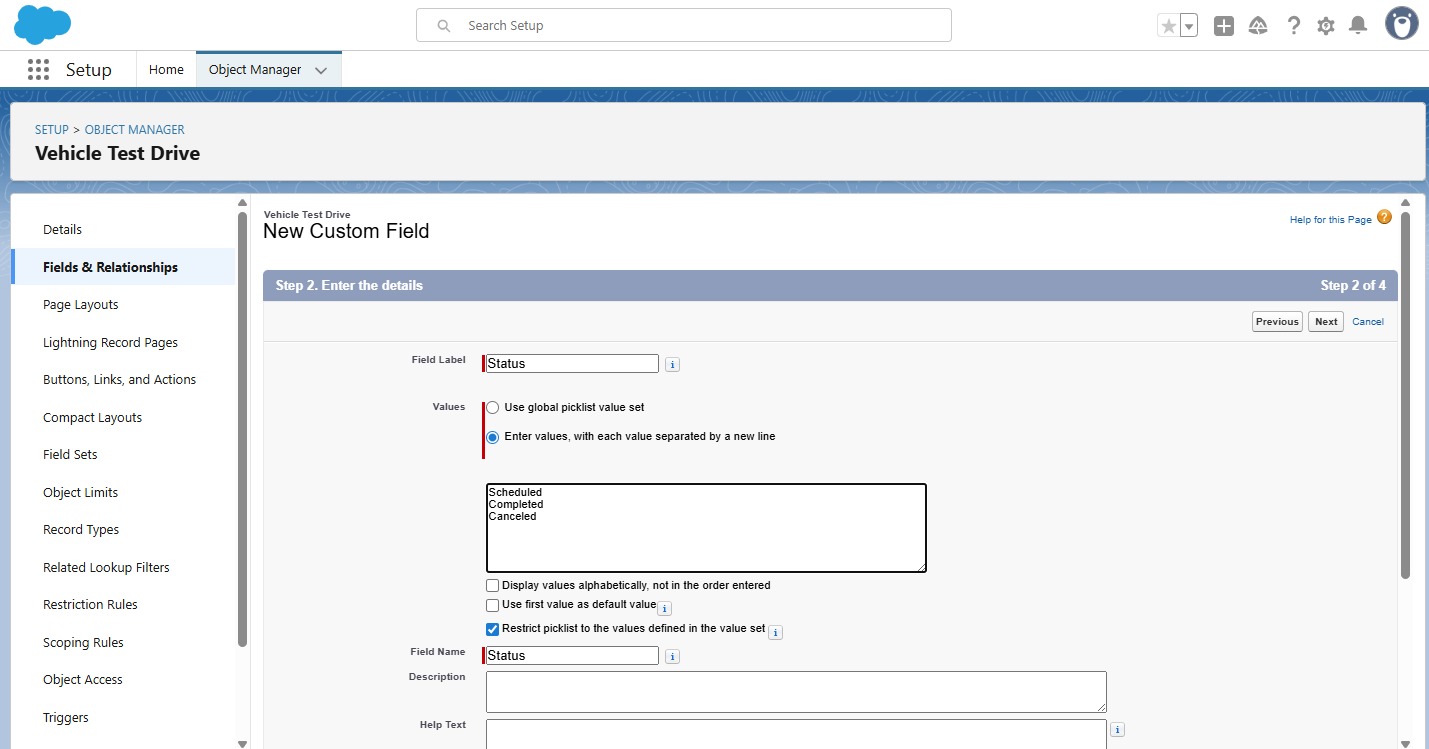 Search Setup
Setup
Home
Object Manager
SETUP > OBJECT MANAGER
Vehicle Test Drive
Details
Fields & Relationships
Page Layouts
Lightning Record Pages
Buttons, Links, and Actions
Compact Layouts
Field Sets
Object Limits
Record Types
Related Lookup Filters
Restriction Rules
Scoping Rules
Object Access
Triggers
Vehicle Test Drive
New Custom Field
Help for this Page ?
Step 2. Enter the details
Step 2 of 4
Previous Next Cancel
Field Label
Status
i
Values
Use global picklist value set
Enter values, with each value separated by a new line
Scheduled
Completed
Canceled
Display values alphabetically, not in the order entered
Use first value as default value i
Restrict picklist to the values defined in the value set i
Field Name
Status
i
Description
Help Text
i